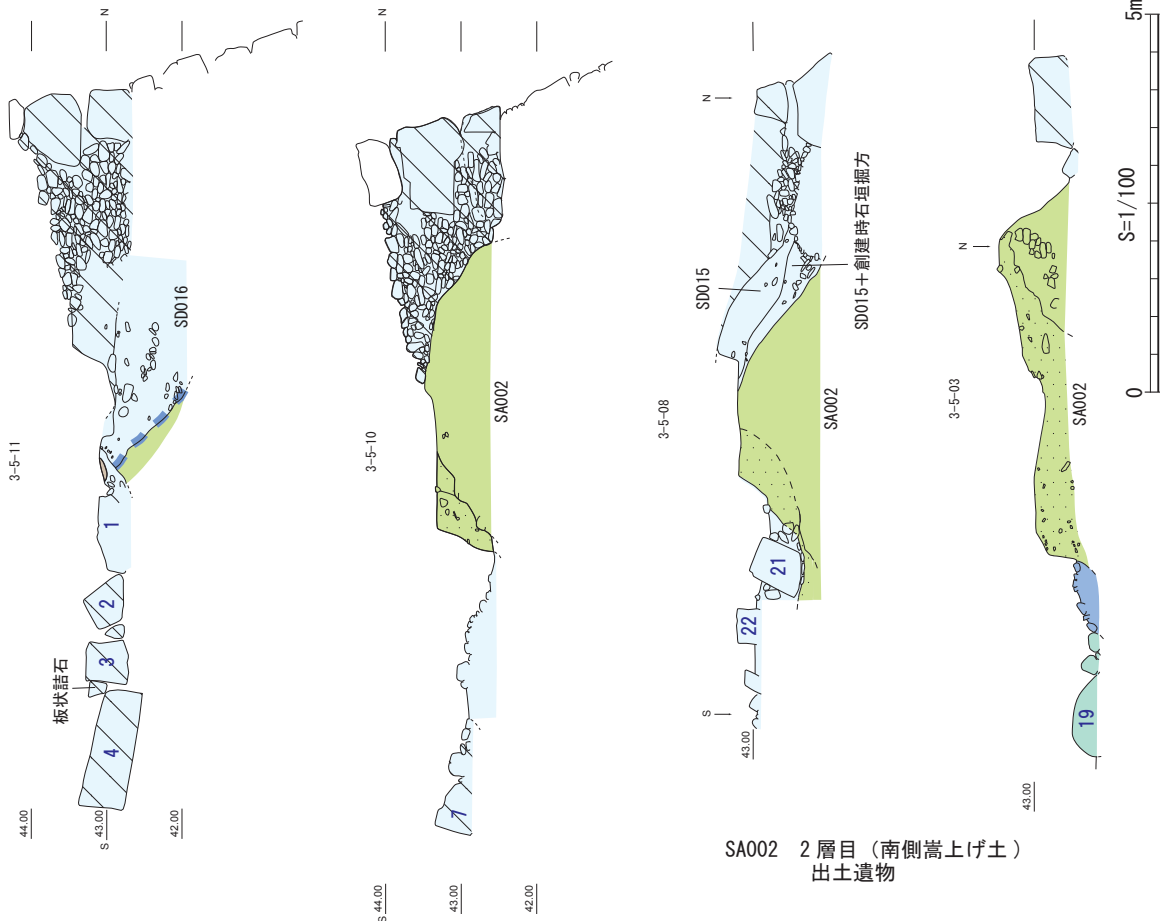 3-5-11
44.00
S 43.00
42.00
N
SD016
板状詰石
1
2
3
4
3-5-10
S 44.00
43.00
42.00
N
SA002
7
3-5-08
S
43.00
N
SD015
SD015＋創建時石垣掘方
SA002
21
22
3-5-03
43.00
N
SA002
19
SA002　2層目（南側嵩上げ土）
出土遺物
0
S=1/100
5m